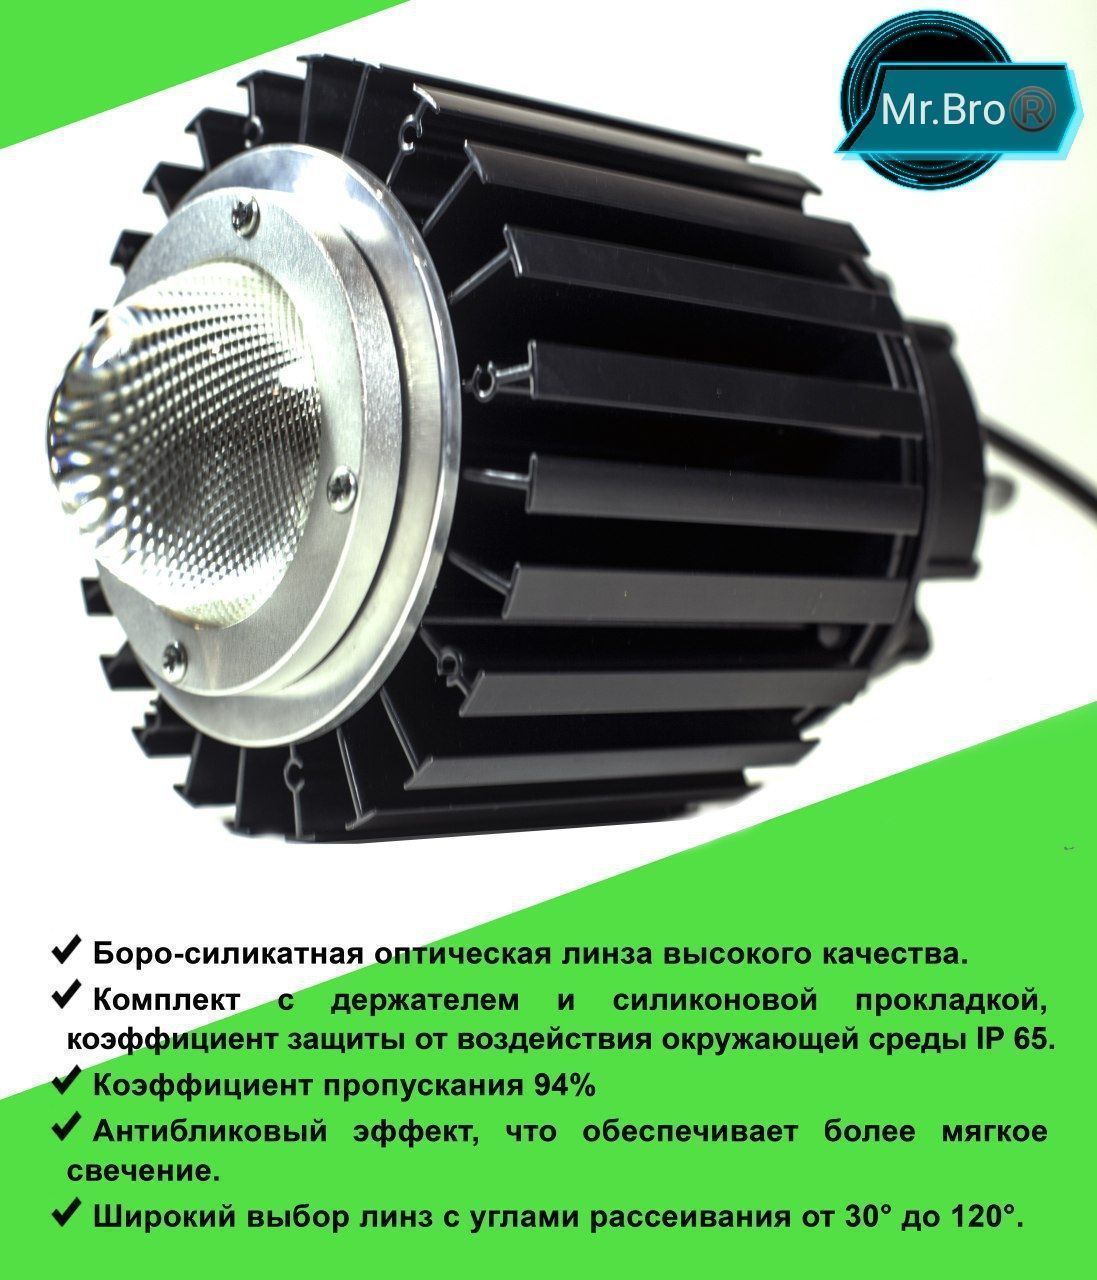 Mr.Bro®
Боро-силикатная оптическая линза высокого качества.
Комплект с держателем и силиконовой прокладкой,
коэффициент защиты от воздействия окружающей среды IP 65.
Коэффициент пропускания 94%
Антибликовый эффект, что обеспечивает более мягкое
свечение.
Широкий выбор линз с углами рассеивания от 30° до 120°.